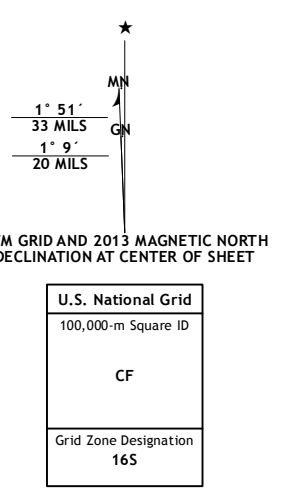 ★
MN
1° 51´
33 MILS
GN
1° 9´
20 MILS
M GRID AND 2013 MAGNETIC NORTH
DECLINATION AT CENTER OF SHEET
U.S. National Grid
100,000-m Square ID
CF
Grid Zone Designation
16S